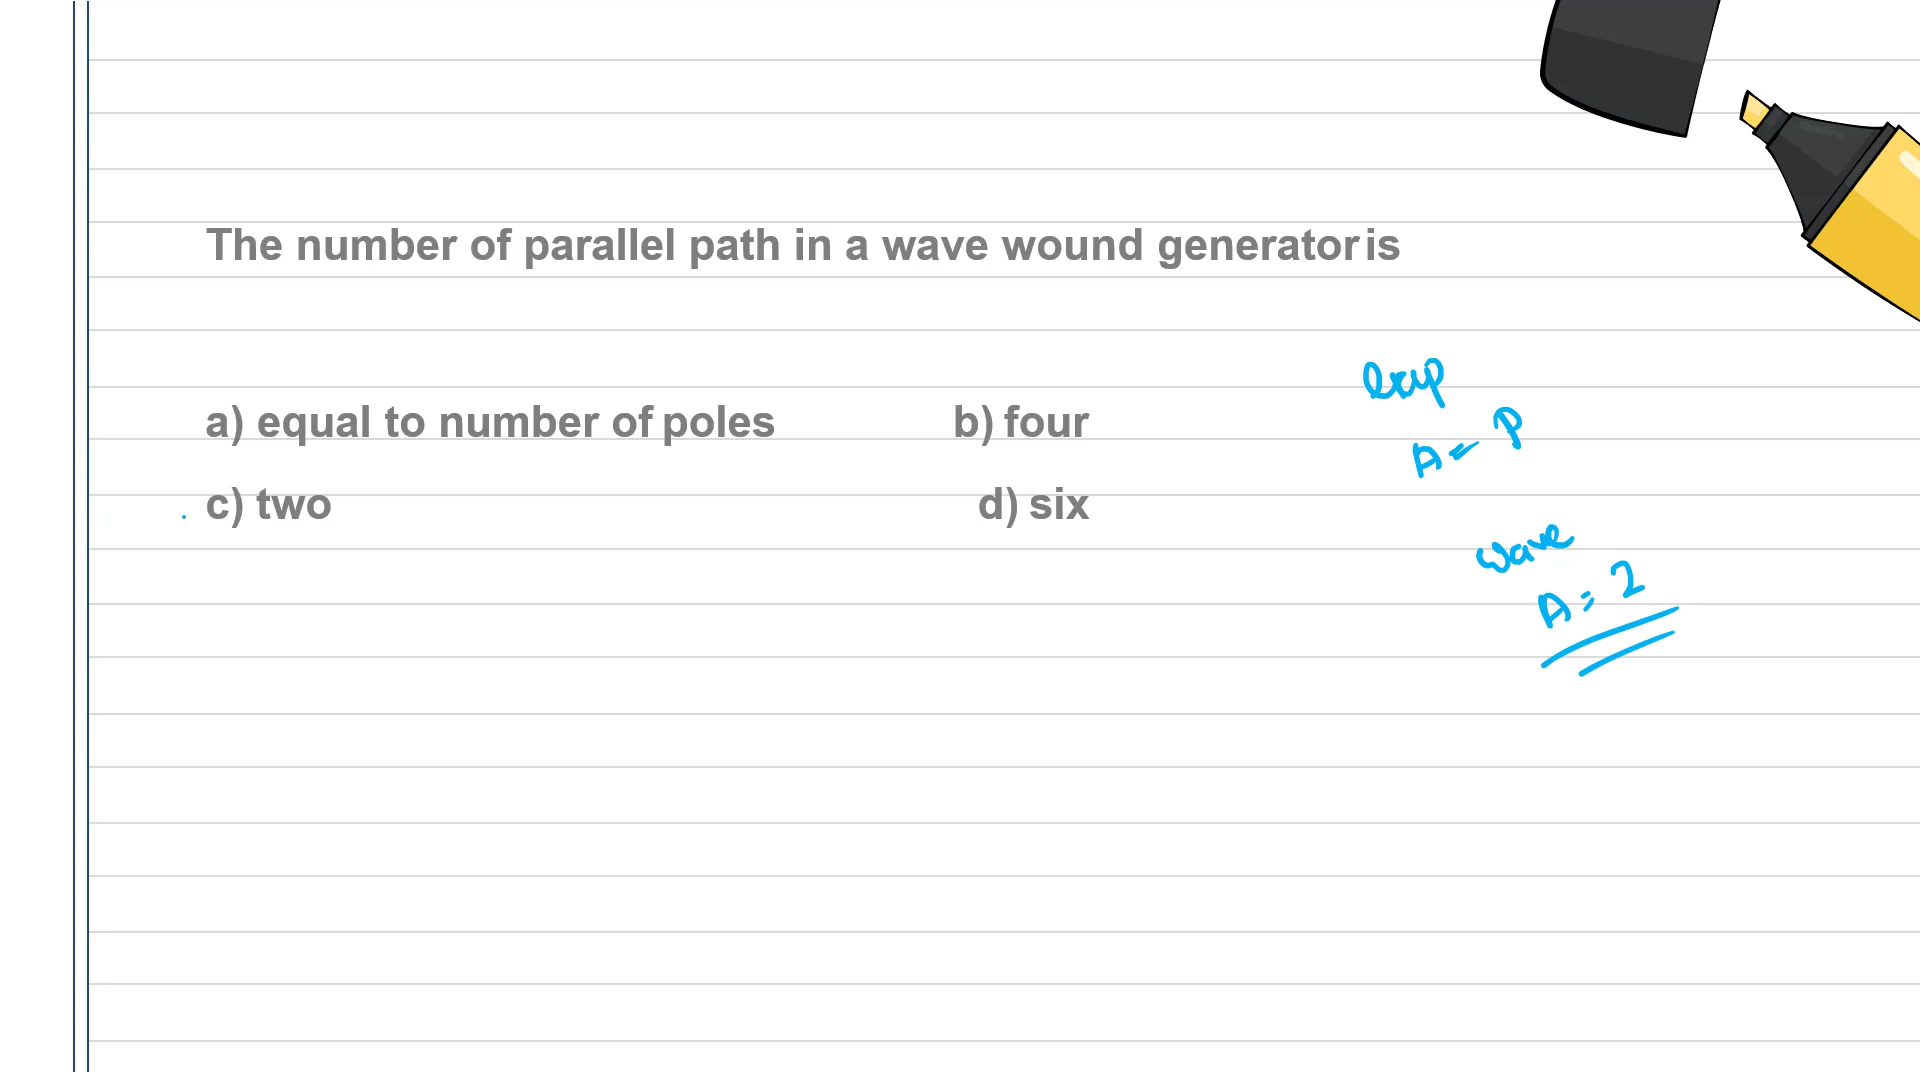 The number of parallel path in a wave wound generator is
a) equal to number of poles b) four
c) two d) six
lap
A = P
wave
A = 2